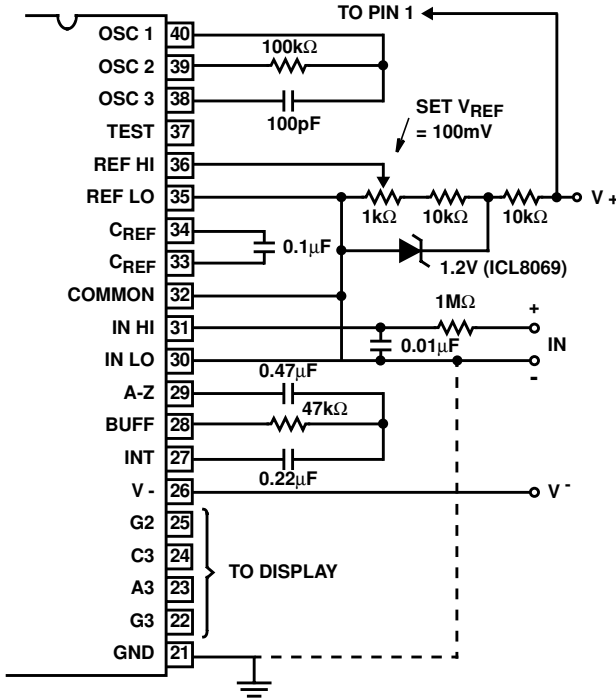 TO PIN 1
OSC 1 40
100kΩ
OSC 2 39
OSC 3 38
100pF
TEST 37
SET VREF
= 100mV
REF HI 36
REF LO 35
1kΩ 10kΩ 10kΩ
V +
CREF 34
0.1µF
CREF 33
1.2V (ICL8069)
COMMON 32
1MΩ
IN HI 31
+
0.01µF
IN
IN LO 30
-
0.47µF
A-Z 29
47kΩ
BUFF 28
INT 27
0.22µF
V - 26
V -
G2 25
C3 24
TO DISPLAY
A3 23
G3 22
GND 21